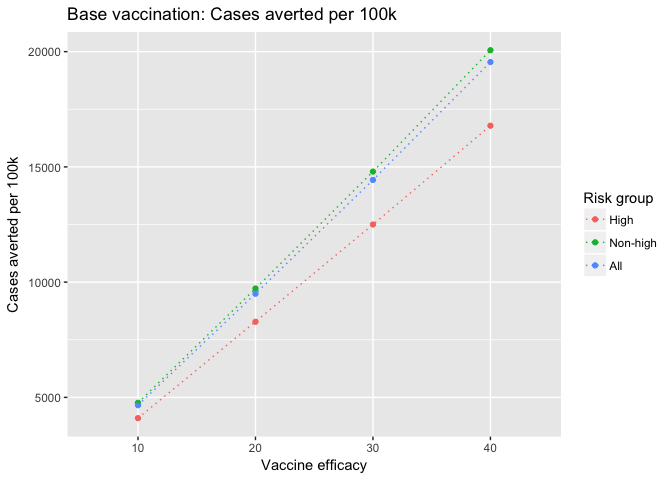 Base vaccination: Cases averted per 100k
Cases averted per 100k
20000
15000
10000
5000
10 20 30 40
Vaccine efficacy
Risk group
High
Non-high
All